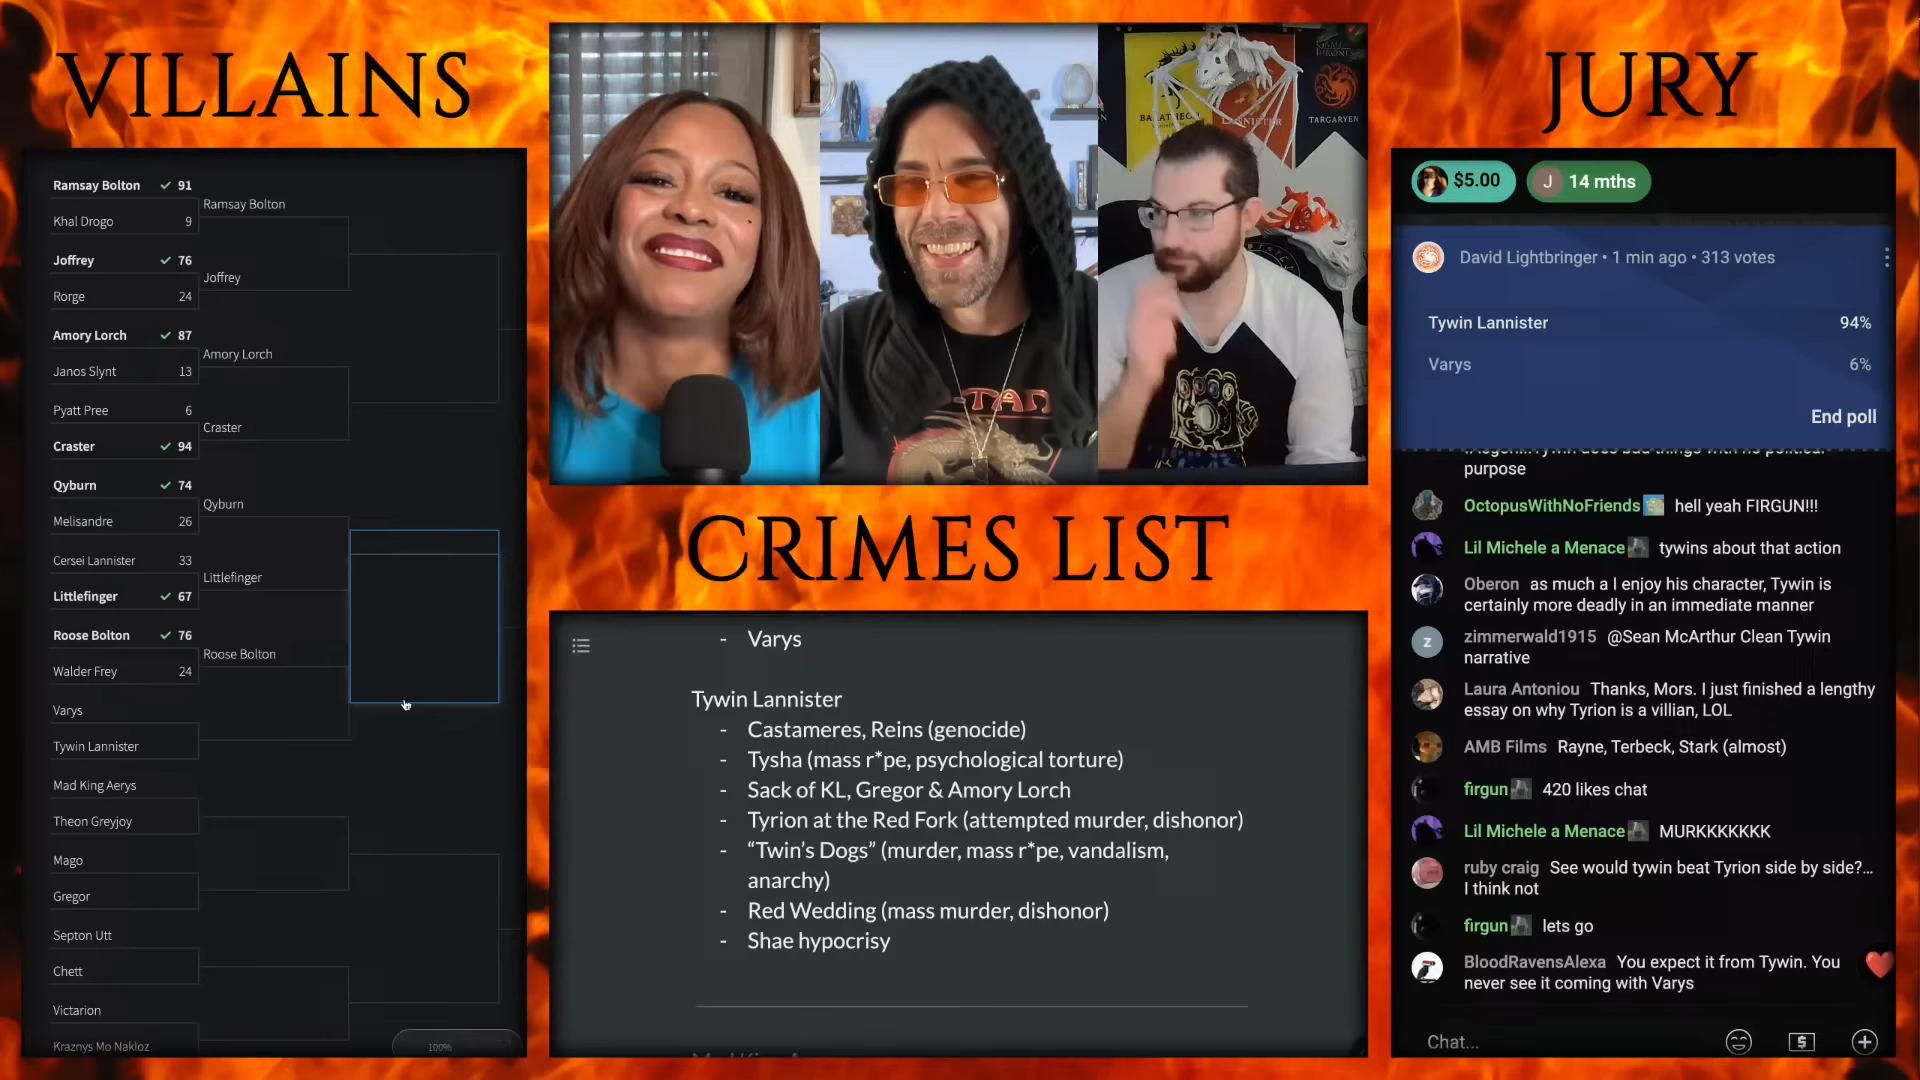 VILLAINS
Ramsay Bolton ✓ 91
Khal Drogo 9
Ramsay Bolton
Joffrey ✓ 76
Rorge 24
Joffrey
Amory Lorch ✓ 87
Janos Slynt 13
Amory Lorch
Pyatt Pree 6
Craster ✓ 94
Craster
Qyburn ✓ 74
Melisandre 26
Qyburn
Cersei Lannister 33
Littlefinger ✓ 67
Littlefinger
Roose Bolton ✓ 76
Walder Frey 24
Roose Bolton
Varys
Tywin Lannister
Mad King Aerys
Theon Greyjoy
Mago
Gregor
Septon Utt
Chett
Victarion
Kraznys Mo Nakloz
100%
LANNISTER
TARGARYEN
CRIMES LIST
- Varys
Tywin Lannister
- Castameres, Reins (genocide)
- Tysha (mass r*pe, psychological torture)
- Sack of KL, Gregor & Amory Lorch
- Tyrion at the Red Fork (attempted murder, dishonor)
- “Twin’s Dogs” (murder, mass r*pe, vandalism,
anarchy)
- Red Wedding (mass murder, dishonor)
- Shae hypocrisy
JURY
$5.00
J 14 mths
David Lightbringer • 1 min ago • 313 votes
Tywin Lannister 94%
Varys 6%
End poll
purpose
OctopusWithNoFriends hell yeah FIRGUN!!!
Lil Michele a Menace tywins about that action
Oberon as much a I enjoy his character, Tywin is
certainly more deadly in an immediate manner
z zimmerwald1915 @Sean McArthur Clean Tywin
narrative
Laura Antoniou Thanks, Mors. I just finished a lengthy
essay on why Tyrion is a villian, LOL
AMB Films Rayne, Terbeck, Stark (almost)
firgun 420 likes chat
Lil Michele a Menace MURKKKKKKK
ruby craig See would tywin beat Tyrion side by side?...
I think not
firgun lets go
BloodRavensAlexa You expect it from Tywin. You
never see it coming with Varys
Chat...